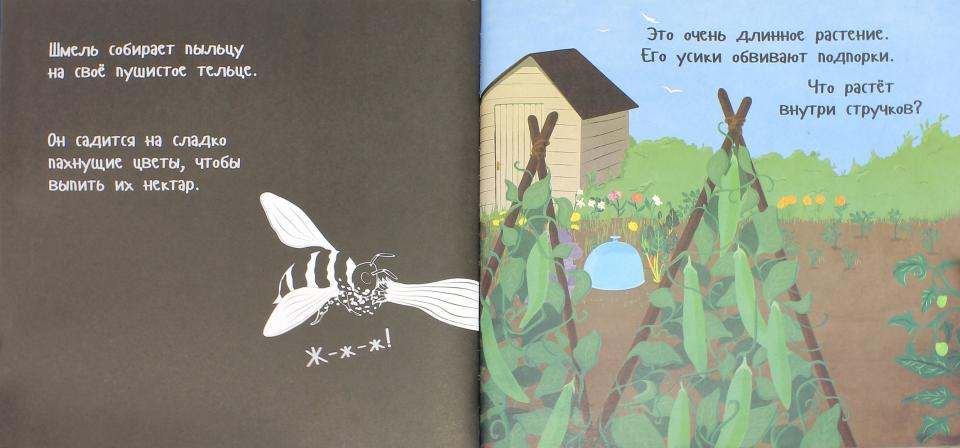 Шмель собирает пыльцу
на своё пушистое тельце.
Он садится на сладко
пахнущие цветы, чтобы
выпить их нектар.
Ж-ж-ж!
Это очень длинное растение.
Его усики обвивают подпорки.
Что растёт
внутри стручков?